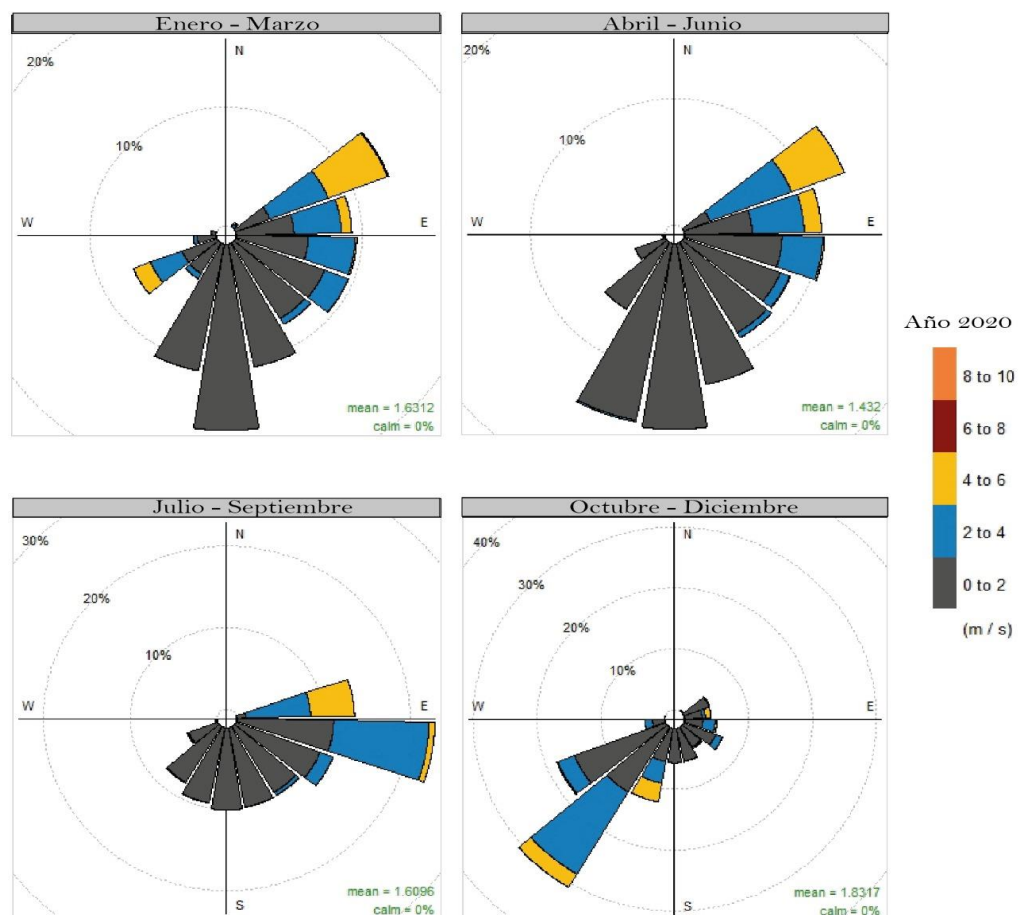 Enero - Marzo
N
20%
10%
W
E
mean = 1.6312
calm = 0%
Abril - Junio
N
20%
10%
W
E
mean = 1.432
calm = 0%
Año 2020
8 to 10
6 to 8
4 to 6
2 to 4
0 to 2
(m / s)
Julio - Septiembre
N
30%
20%
10%
W
E
S
mean = 1.6096
calm = 0%
Octubre - Diciembre
N
40%
30%
20%
10%
W
E
S
mean = 1.8317
calm = 0%